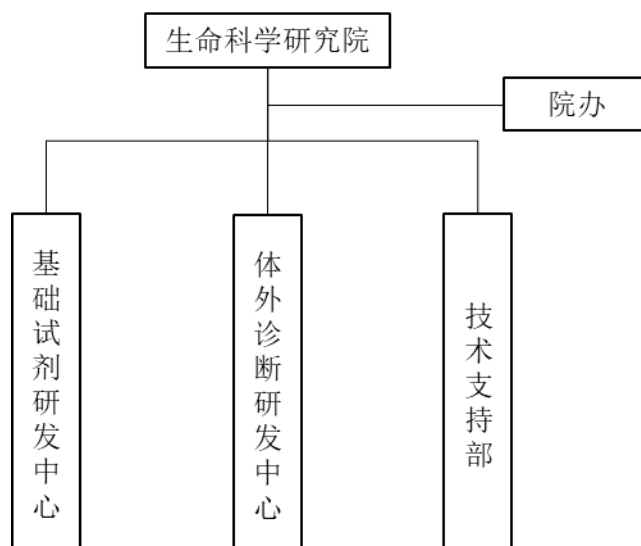 生命科学研究院
院办
基础试剂研发中心
体外诊断研发中心
技术支持部